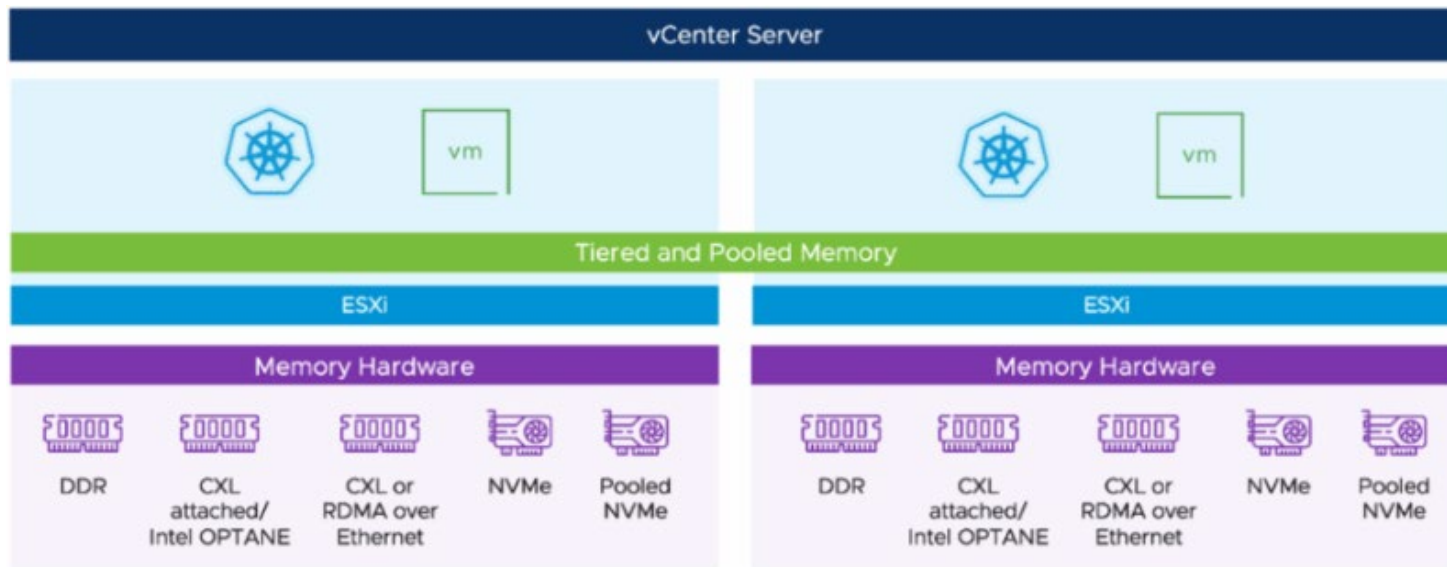 vCenter Server
vm
vm
Tiered and Pooled Memory
ESXi
ESXi
Memory Hardware
Memory Hardware
DDR
CXL
attached/
Intel OPTANE
CXL or
RDMA over
Ethernet
NVMe
Pooled
NVMe
DDR
CXL
attached/
Intel OPTANE
CXL or
RDMA over
Ethernet
NVMe
Pooled
NVMe